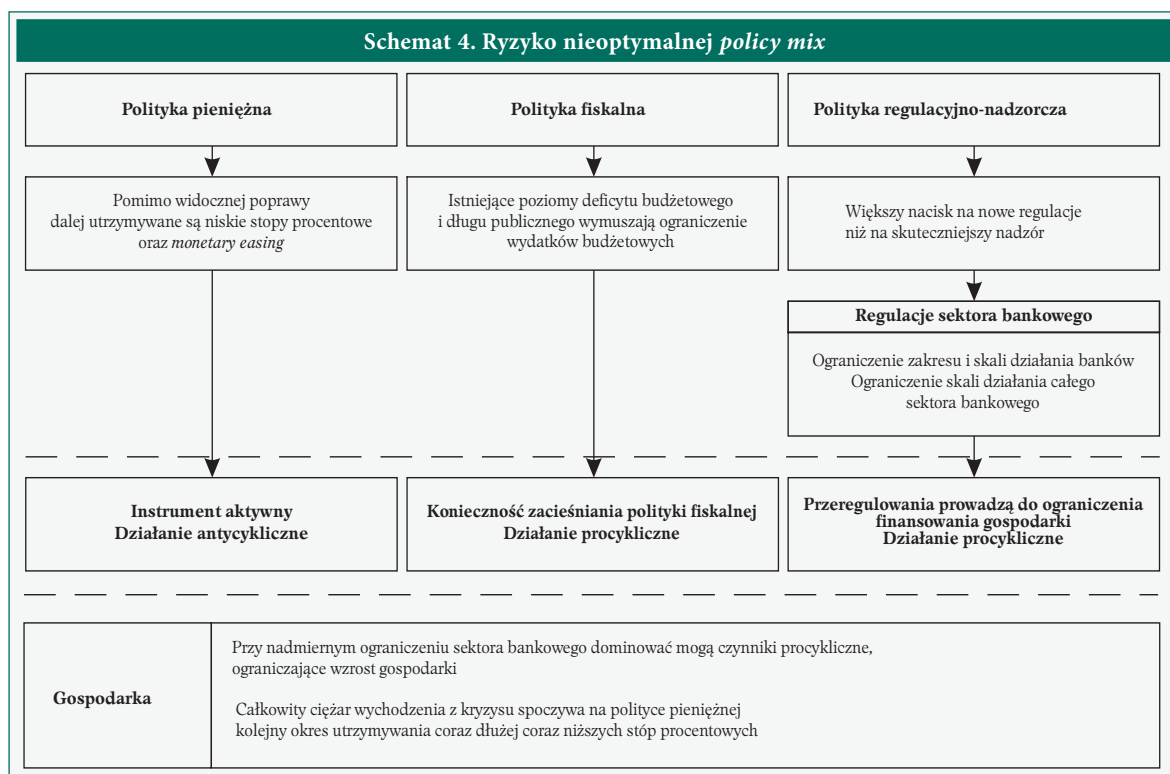 Schemat 4. Ryzyko nieoptymalnej policy mix
Polityka pieniężna
Polityka fiskalna
Polityka regulacyjno-nadzorcza
Pomimo widocznej poprawy
dalej utrzymywane są niskie stopy procentowe
oraz monetary easing
Istniejące poziomy deficytu budżetowego
i długu publicznego wymuszają ograniczenie
wydatków budżetowych
Większy nacisk na nowe regulacje
niż na skuteczniejszy nadzór
Regulacje sektora bankowego
Ograniczenie zakresu i skali działania banków
Ograniczenie skali działania całego
sektora bankowego
Instrument aktywny
Działanie antycykliczne
Konieczność zacieśniania polityki fiskalnej
Działanie procykliczne
Przeregulowania prowadzą do ograniczenia
finansowania gospodarki
Działanie procykliczne
Gospodarka
Przy nadmiernym ograniczeniu sektora bankowego dominować mogą czynniki procykliczne,
ograniczające wzrost gospodarki
Całkowity ciężar wychodzenia z kryzysu spoczywa na polityce pieniężnej
kolejny okres utrzymywania coraz dłużej coraz niższych stóp procentowych